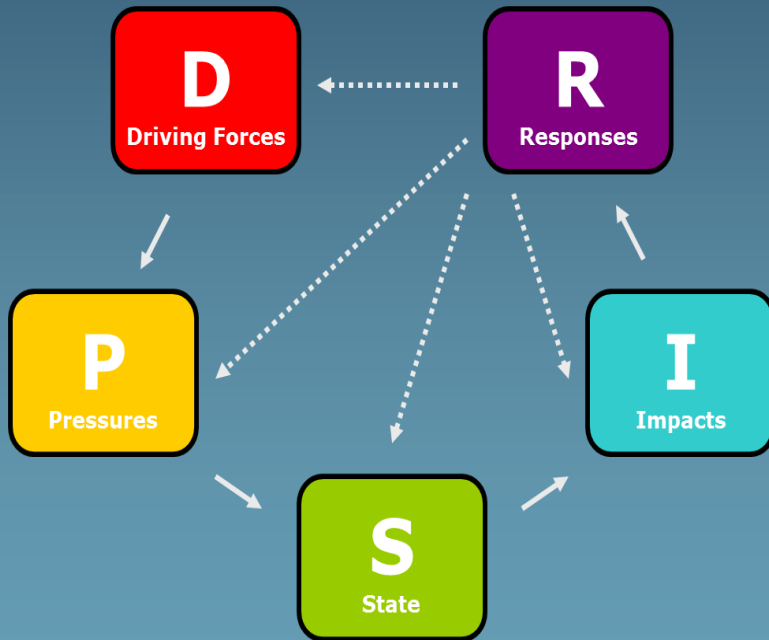 D
Driving Forces
R
Responses
P
Pressures
I
Impacts
S
State